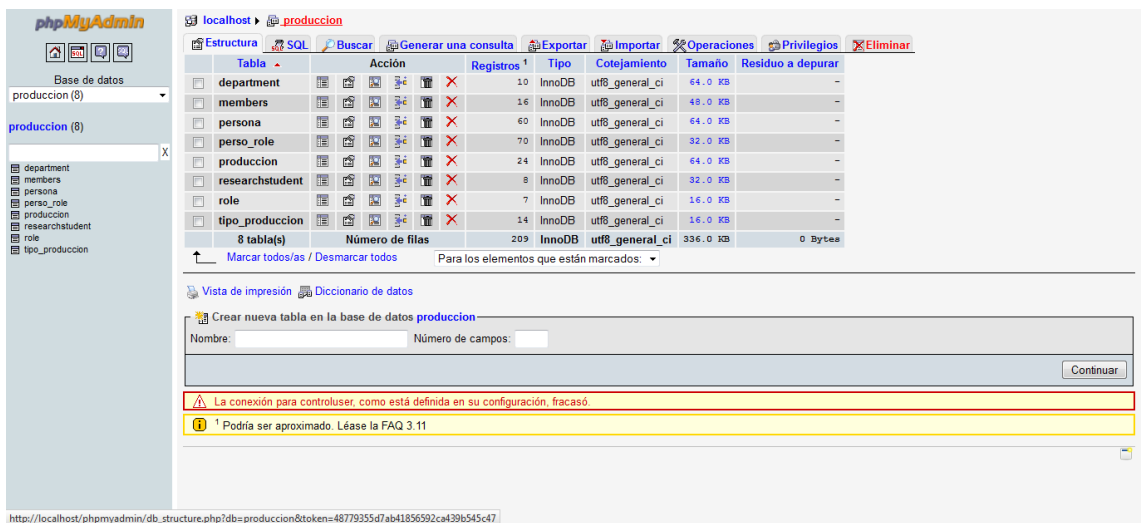 phpMyAdmin
Base de datos
produccion (8)
produccion (8)
X
department
members
persona
perso_role
produccion
researchstudent
role
tipo_produccion
localhost ▸ produccion
Estructura SQL Buscar Generar una consulta Exportar Importar Operaciones Privilegios Eliminar
Tabla Acción Registros 1 Tipo Cotejamiento Tamaño Residuo a depurar
department 10 InnoDB utf8_general_ci 64.0 KB -
members 16 InnoDB utf8_general_ci 48.0 KB -
persona 60 InnoDB utf8_general_ci 64.0 KB -
perso_role 70 InnoDB utf8_general_ci 32.0 KB -
produccion 24 InnoDB utf8_general_ci 64.0 KB -
researchstudent 8 InnoDB utf8_general_ci 32.0 KB -
role 7 InnoDB utf8_general_ci 16.0 KB -
tipo_produccion 14 InnoDB utf8_general_ci 16.0 KB -
8 tabla(s) Número de filas 209 InnoDB utf8_general_ci 336.0 KB 0 Bytes
Marcar todos/as / Desmarcar todos Para los elementos que están marcados:
Vista de impresión Diccionario de datos
Crear nueva tabla en la base de datos produccion
Nombre: Número de campos:
Continuar
La conexión para controluser, como está definida en su configuración, fracasó.
1 Podría ser aproximado. Léase la FAQ 3.11
http://localhost/phpmyadmin/db_structure.php?db=produccion&token=48779355d7ab41856592ca439b545c47